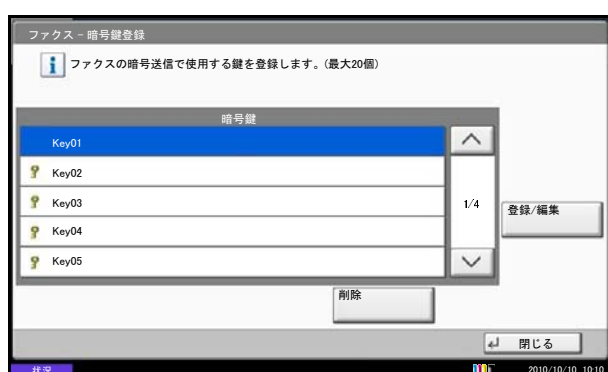 ファクス - 暗号鍵登録
ファクスの暗号送信で使用する鍵を登録します。(最大20個)
暗号鍵
Key01
Key02
Key03
1/4
登録/編集
Key04
Key05
削除
閉じる
状況
2010/10/10 10:10